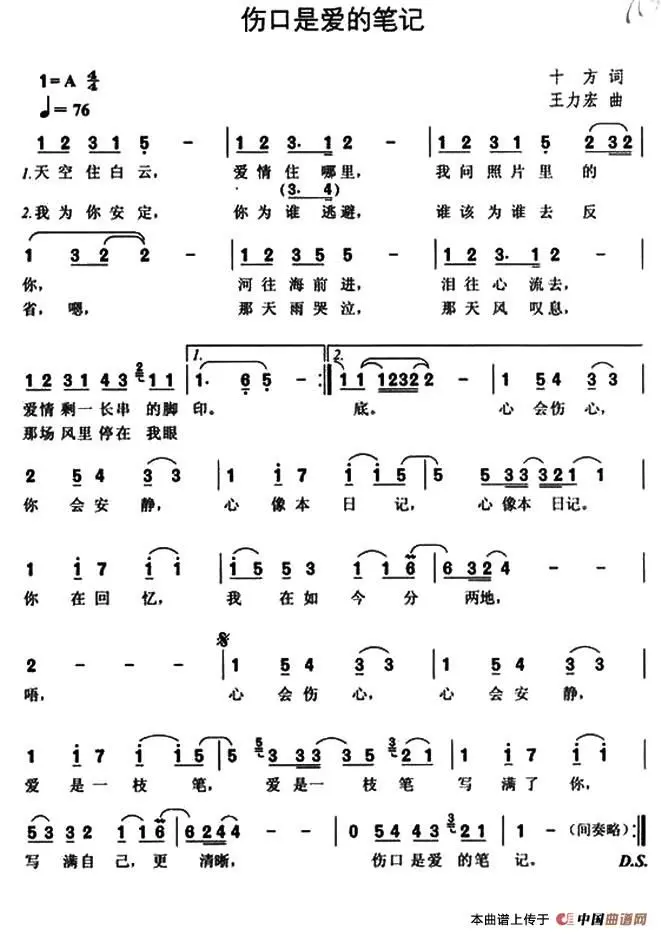 伤口是爱的笔记
1=A 4/4
十方 词
♩=76
王力宏 曲
1 2 3 1 5 - | 1 2 3· 1 2 - | 1 2 3 1 5 2 3 2 |
1.天空住白云, 爱情住哪里, 我问照片里的
(3· 4)
2.我为你安定, 你为谁逃避, 谁该为谁去反
1 3 2 2 - | 1 2 3 5 5 - | 1 2 3· 1 2 - |
你, 河往海前进, 泪往心流去,
省,嗯, 那天雨哭泣, 那天风叹息,
1. 2.
1 2 3 1 4 3 2 1 1 | 1· 6 5 - :| 1 1 1 2 3 2 2 - | 1 5 4 3 3 |
爱情剩一长串的脚印。 底。 心会伤心,
那场风里停在我眼
2 5 4 3 3 | 1 i 7 i i 5 | 5 5 3 3 3 2 1 1 |
你会安静, 心像本日记, 心像本日记。
1 i 7 i i | i 5 5 3 1 1 6 | 6 3 2 4 - |
你在回忆, 我在如今分两地,
2 - - - | 1 5 4 3 3 | 1 5 4 3 3 |
唔, 心会伤心, 心会安静,
1 i 7 i i 5 | 5 5 3 3 3 5 3 2 1 | 1 i 7 i i |
爱是一枝笔, 爱是一枝笔写满了你,
5 3 3 2 1 1 6 | 6 2 4 4 - - | 0 5 4 4 3 3 2 1 | 1 - (间奏略) :|
写满自己,更清晰, 伤口是爱的笔记。 D.S.
本曲谱上传于 中国曲谱网